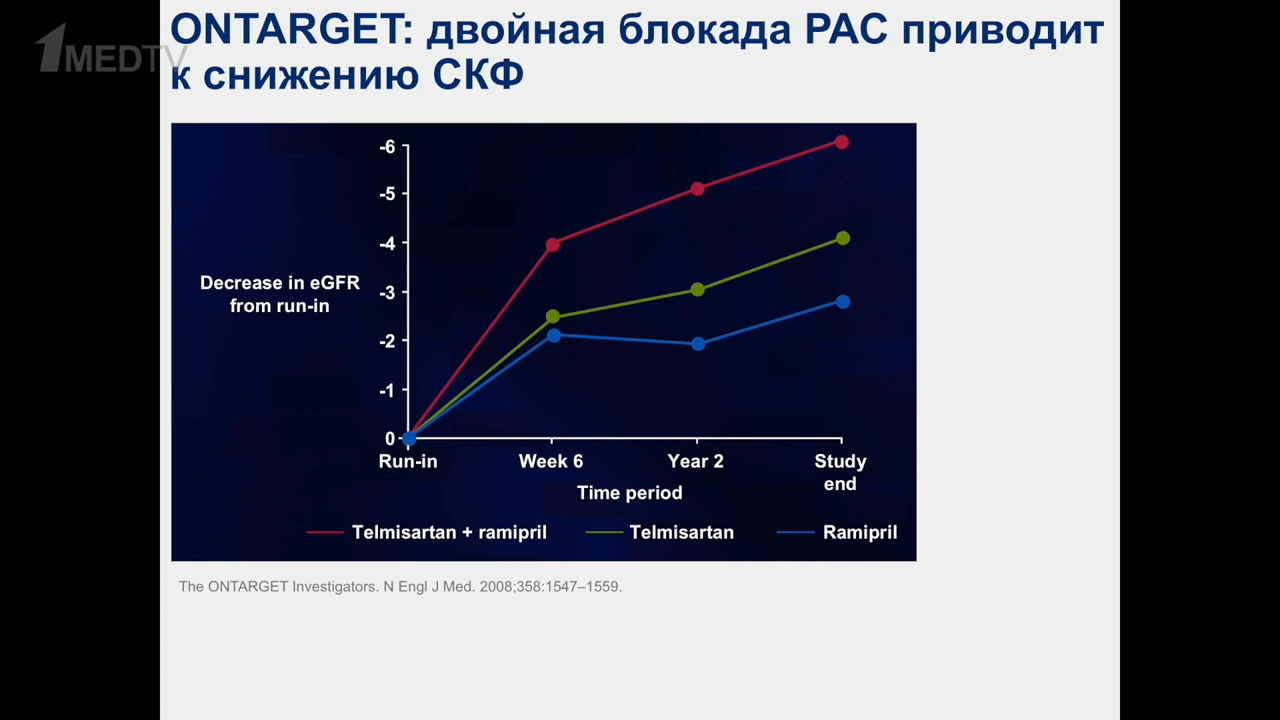 1MEDTV
ONTARGET: двойная блокада РАС приводит
к снижению СКФ
-6
-5
-4
-3
-2
-1
0
Decrease in eGFR
from run-in
Run-in
Week 6
Year 2
Study
end
Time period
Telmisartan + ramipril
Telmisartan
Ramipril
The ONTARGET Investigators. N Engl J Med. 2008;358:1547–1559.